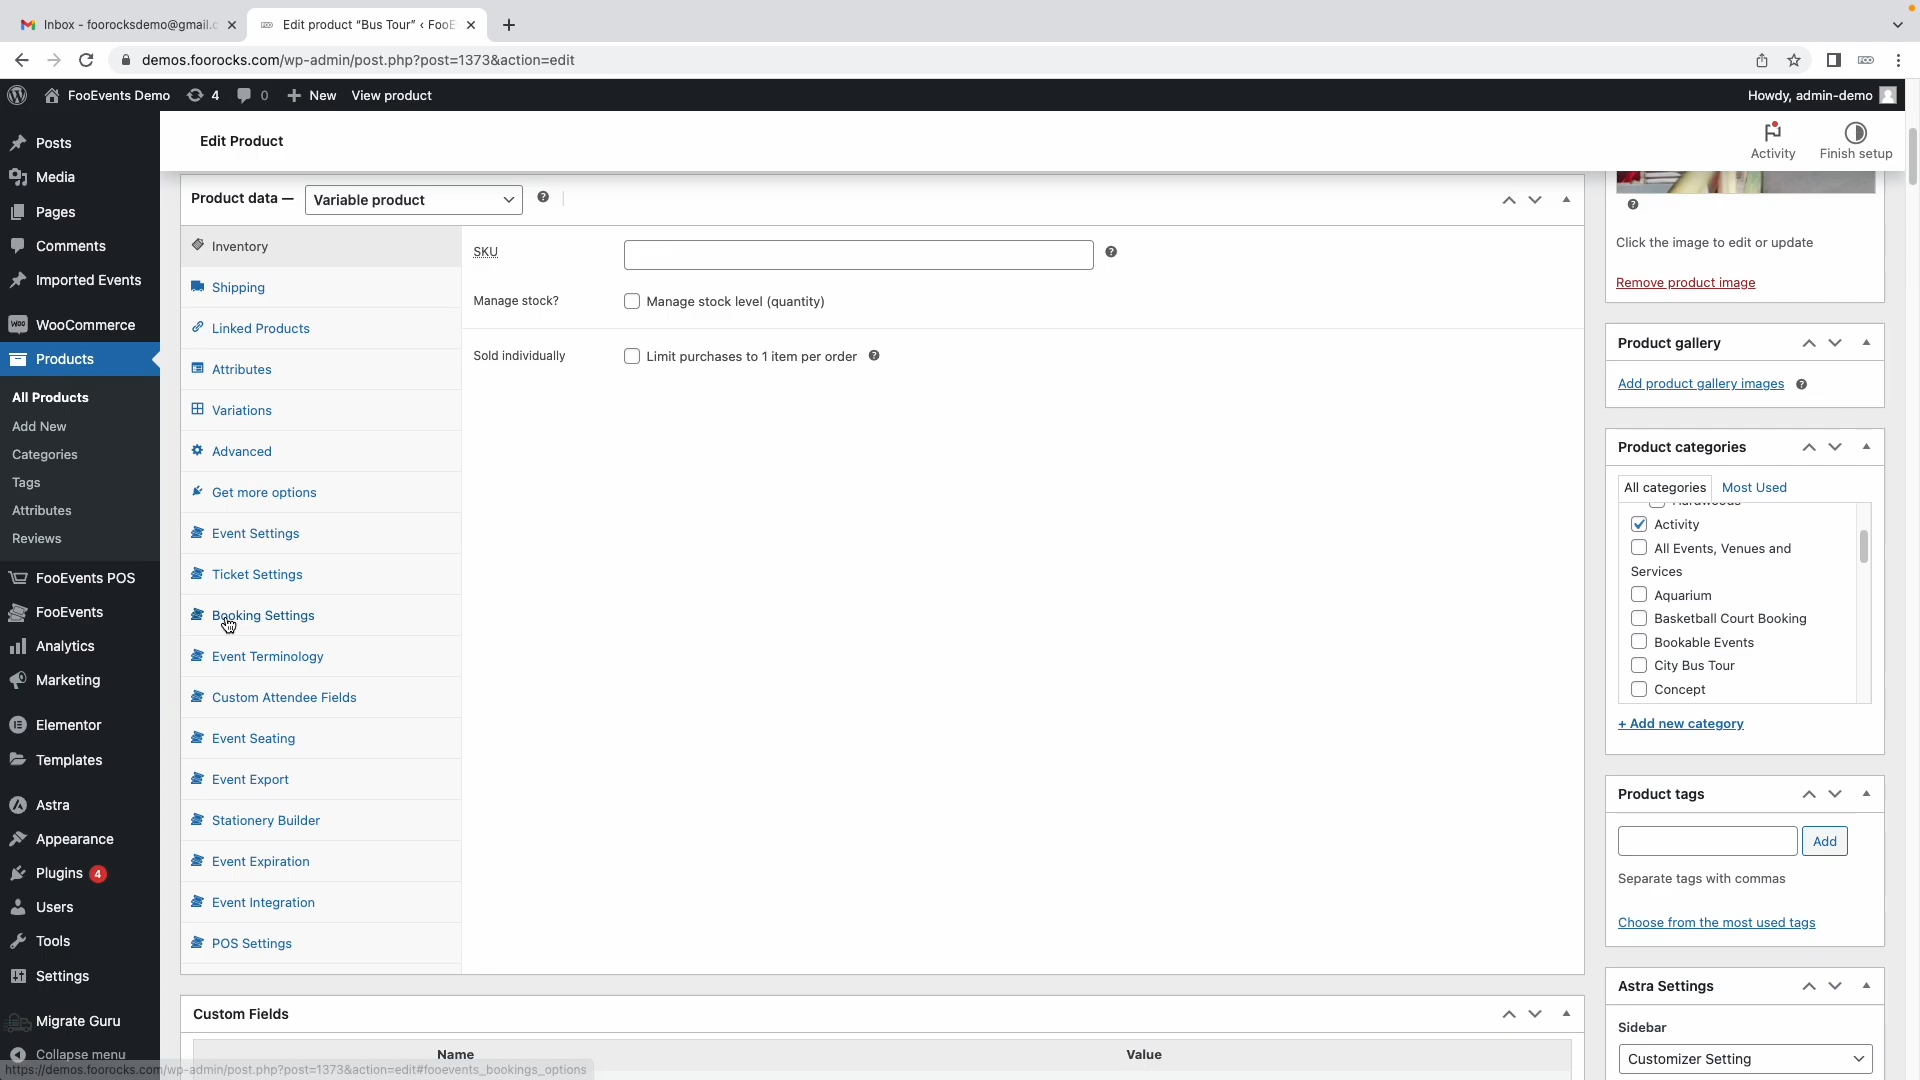 Inbox - foorocksdemo@gmail.c
Edit product “Bus Tour” ‹ FooE
demos.foorocks.com/wp-admin/post.php?post=1373&action=edit
FooEvents Demo
4
0
New
View product
Howdy, admin-demo
Posts
Media
Pages
Comments
Imported Events
WooCommerce
Products
All Products
Add New
Categories
Tags
Attributes
Reviews
FooEvents POS
FooEvents
Analytics
Marketing
Elementor
Templates
Astra
Appearance
Plugins 4
Users
Tools
Settings
Migrate Guru
Collapse menu
Edit Product
Activity
Finish setup
Product data —
Variable product
Inventory
Shipping
Linked Products
Attributes
Variations
Advanced
Get more options
Event Settings
Ticket Settings
Booking Settings
Event Terminology
Custom Attendee Fields
Event Seating
Event Export
Stationery Builder
Event Expiration
Event Integration
POS Settings
SKU
Manage stock?
Manage stock level (quantity)
Sold individually
Limit purchases to 1 item per order
Custom Fields
Name
Value
Click the image to edit or update
Remove product image
Product gallery
Add product gallery images
Product categories
All categories
Most Used
Activity
All Events, Venues and
Services
Aquarium
Basketball Court Booking
Bookable Events
City Bus Tour
Concept
+ Add new category
Product tags
Add
Separate tags with commas
Choose from the most used tags
Astra Settings
Sidebar
Customizer Setting
https://demos.foorocks.com/wp-admin/post.php?post=1373&action=edit#fooevents_bookings_options